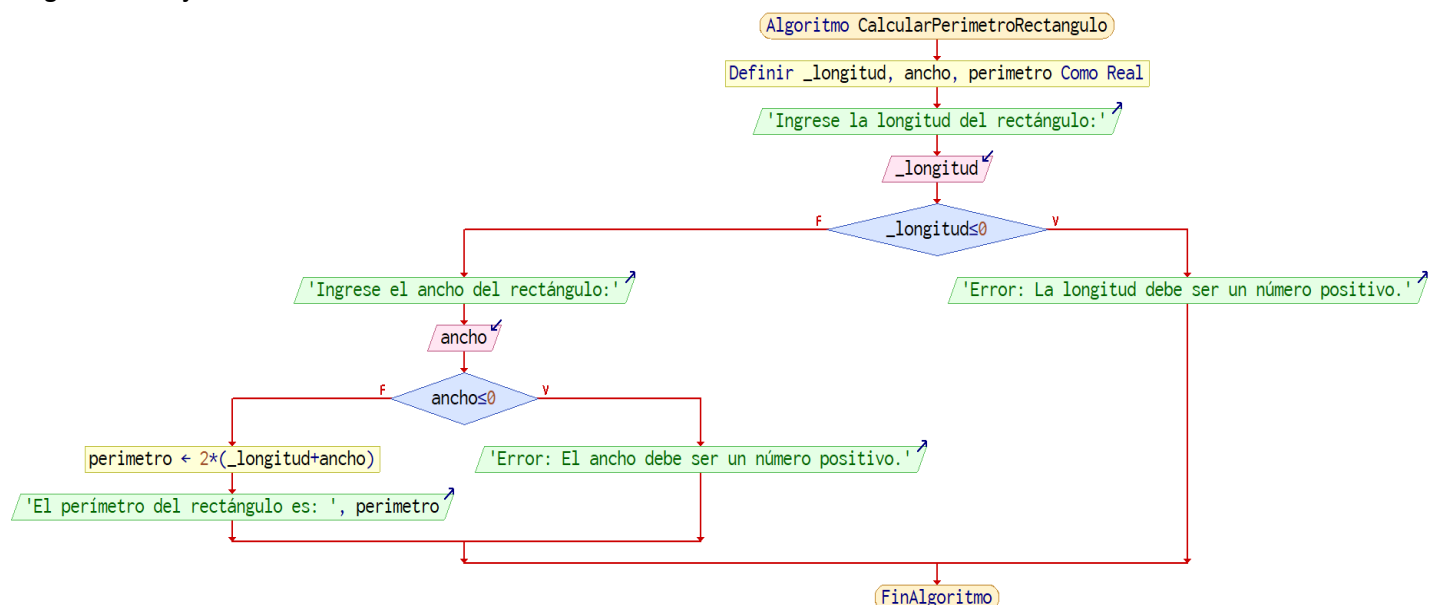 Algoritmo CalcularPerimetroRectangulo
Definir _longitud, ancho, perimetro Como Real
'Ingrese la longitud del rectángulo:'
_longitud
F
_longitud≤0
V
'Ingrese el ancho del rectángulo:'
'Error: La longitud debe ser un número positivo.'
ancho
F
ancho≤0
V
perimetro ← 2*(_longitud+ancho)
'Error: El ancho debe ser un número positivo.'
'El perímetro del rectángulo es: ', perimetro
FinAlgoritmo